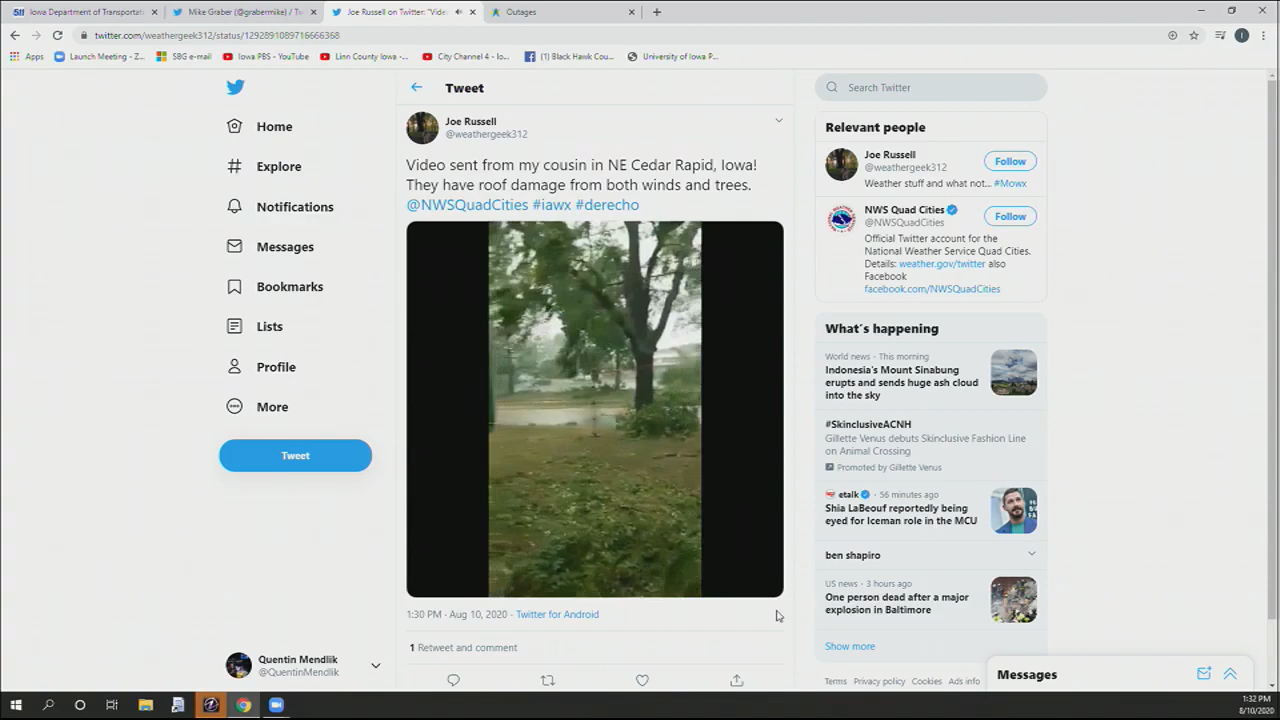 Iowa Department of Transportati
Mike Graber (@grabermike) / Tw
Joe Russell on Twitter: "Vide
Outages
twitter.com/weathergeek312/status/1292891089716666368
Apps
Launch Meeting - Z...
SBG e-mail
Iowa PBS - YouTube
Linn County Iowa -...
City Channel 4 - Io...
(1) Black Hawk Cou...
University of Iowa P...
Home
Explore
Notifications
Messages
Bookmarks
Lists
Profile
More
Tweet
Quentin Mendlik
@QuentinMendlik
Tweet
Joe Russell
@weathergeek312
Video sent from my cousin in NE Cedar Rapid, Iowa!
They have roof damage from both winds and trees.
@NWSQuadCities #iawx #derecho
1:30 PM · Aug 10, 2020 · Twitter for Android
1 Retweet and comment
Search Twitter
Relevant people
Joe Russell
@weathergeek312
Follow
Weather stuff and what not... #Mowx
NWS Quad Cities
@NWSQuadCities
Follow
Official Twitter account for the
National Weather Service Quad Cities.
Details: weather.gov/twitter also
Facebook
facebook.com/NWSQuadCities
What's happening
World news · This morning
Indonesia's Mount Sinabung
erupts and sends huge ash cloud
into the sky
#SkinclusiveACNH
Gillette Venus debuts Skinclusive Fashion Line
on Animal Crossing
Promoted by Gillette Venus
etalk · 56 minutes ago
Shia LaBeouf reportedly being
eyed for Iceman role in the MCU
ben shapiro
US news · 3 hours ago
One person dead after a major
explosion in Baltimore
Show more
Terms Privacy policy Cookies Ads info
Messages
1:32 PM
8/10/2020